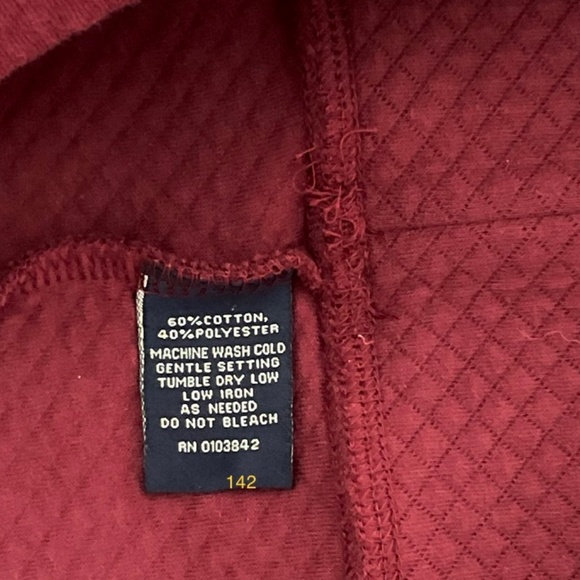 60%COTTON,
40%POLYESTER
MACHINE WASH COLD
GENTLE SETTING
TUMBLE DRY LOW
LOW IRON
AS NEEDED
DO NOT BLEACH
RN 0103842
142